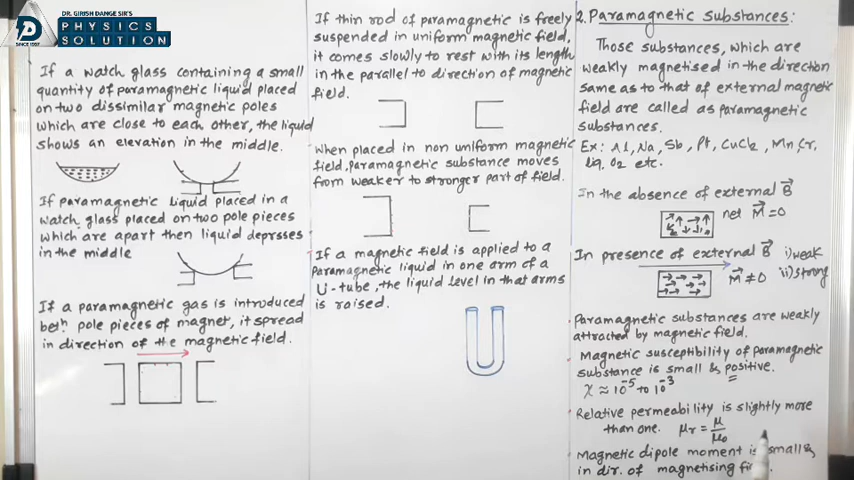 DR. GIRISH DANGE SIR'S
PHYSICS
SOLUTION
SINCE 1997
If a watch glass containing a small
quantity of paramagnetic liquid placed
on two dissimilar magnetic poles
which are close to each other, the liquid
shows an elevation in the middle.
If paramagnetic liquid placed in a
watch glass placed on two pole pieces
which are apart then liquid deprsses
in the middle
If a paramagnetic gas is introduced
betn pole pieces of magnet, it spread
in direction of the magnetic field.
If thin rod of paramagnetic is freely
suspended in uniform magnetic field,
it comes slowly to rest with its length
in the parallel to direction of magnetic
field.
When placed in non uniform magnetic
field, paramagnetic substance moves
from weaker to stronger part of field.
If a magnetic field is applied to a
paramagnetic liquid in one arm of a
U-tube, the liquid level in that arms
is roised.
2. Paramagnetic Substances:
Those substances, which are
weakly magnetised in the direction
same as to that of external magnetic
field are called as paramagnetic
substances.
Ex: Al, Na, Sb, Pt, CuCl2, Mn, Cr,
liq. O2 etc.
In the absence of external B⃗
net M⃗ = 0
In presence of external B⃗ i) weak
M⃗ ≠ 0 ii) strong
Paramagnetic substances are weakly
attracted by magnetic field.
Magnetic susceptibility of paramagnetic
substance is small & positive.
χ ≈ 10⁻⁵ to 10⁻³
Relative permeability is slightly more
than one. μr = μ/μ0
Magnetic dipole moment is small &
in dir. of magnetising